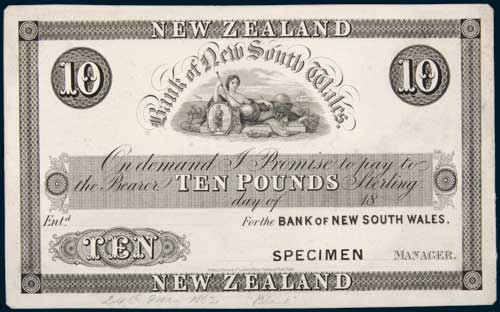 NEW ZEALAND
10 Bank of New South Wales. 10
On demand I Promise to pay to
the Bearer TEN POUNDS Sterling
day of 18
Entd For the BANK OF NEW SOUTH WALES.
TEN SPECIMEN MANAGER.
NEW ZEALAND